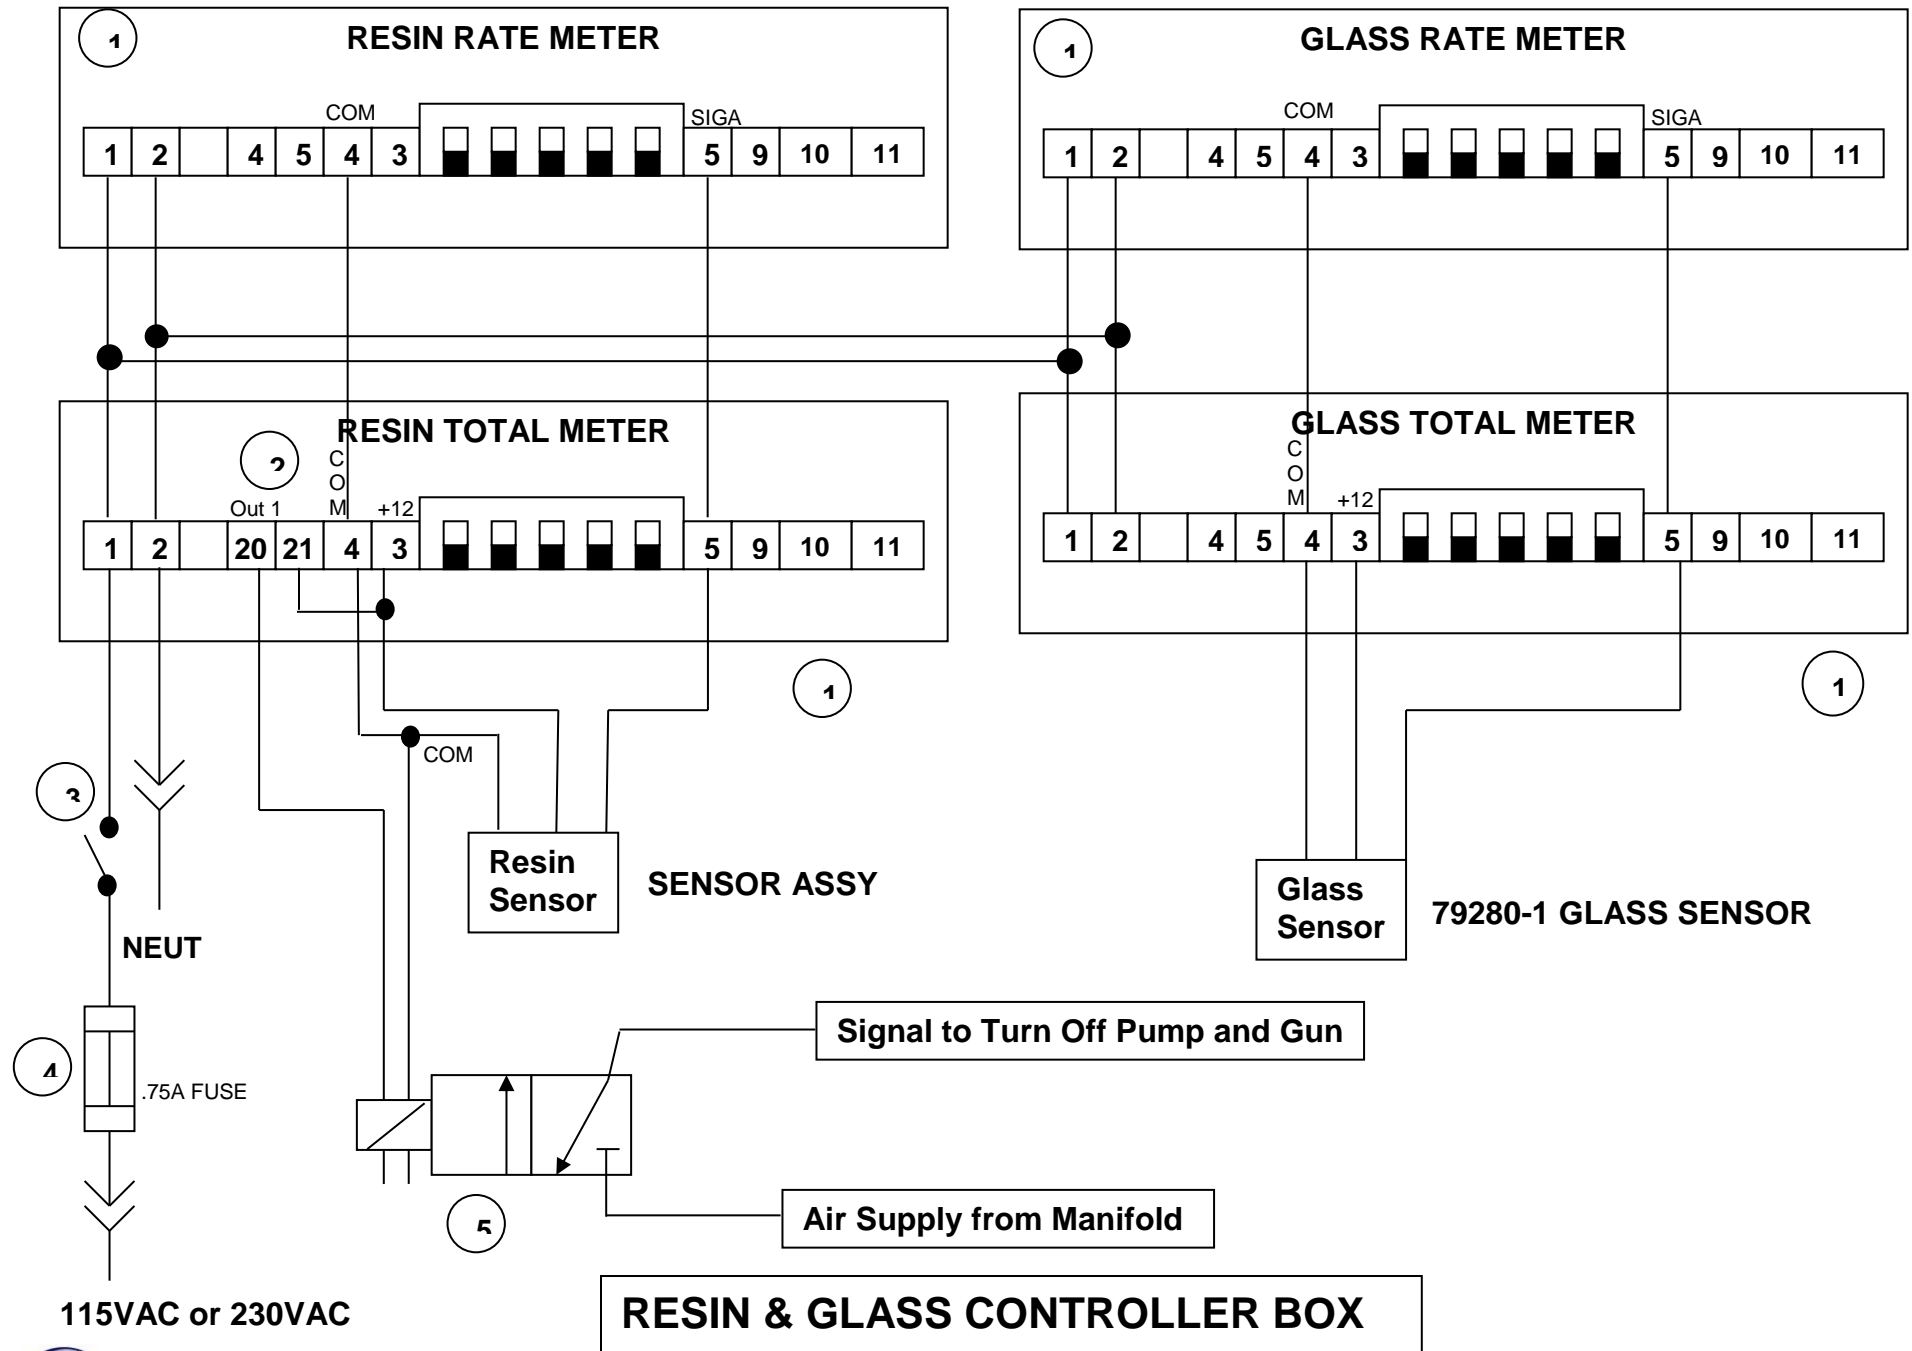 1
RESIN RATE METER
COM
SIGA
1 2 4 5 4 3 5 9 10 11
1
GLASS RATE METER
COM
SIGA
1 2 4 5 4 3 5 9 10 11
RESIN TOTAL METER
2
COM
Out 1
+12
1 2 20 21 4 3 5 9 10 11
1
GLASS TOTAL METER
COM
+12
1 2 4 5 4 3 5 9 10 11
1
COM
3
Resin
Sensor
SENSOR ASSY
Glass
Sensor
79280-1 GLASS SENSOR
NEUT
4
.75A FUSE
Signal to Turn Off Pump and Gun
5
Air Supply from Manifold
115VAC or 230VAC
RESIN & GLASS CONTROLLER BOX